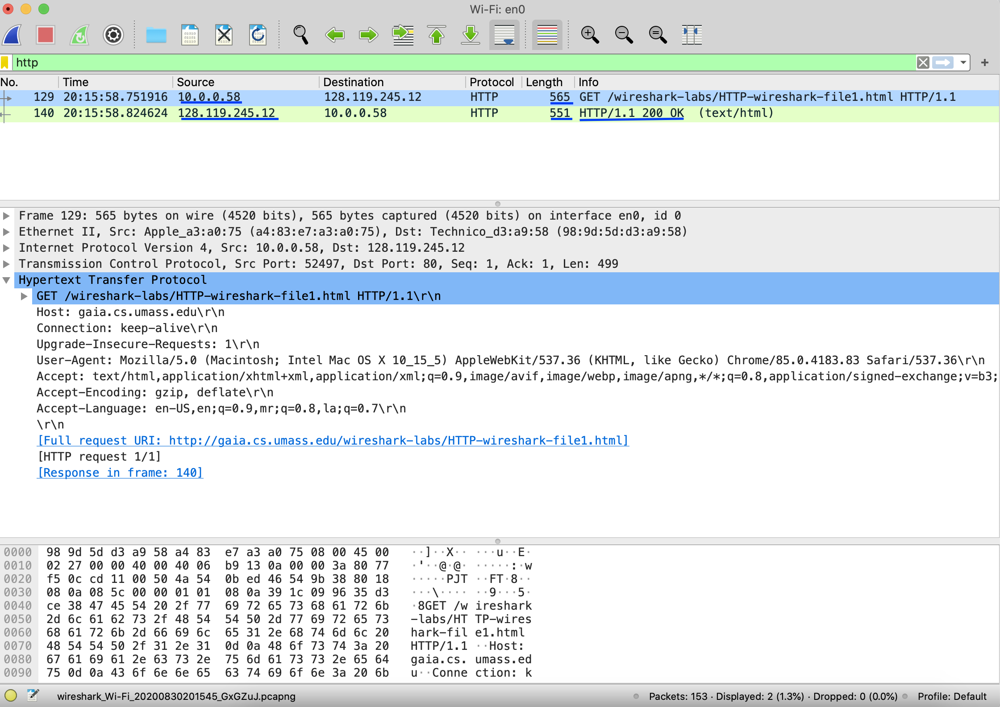 Wi-Fi: en0
http
No. Time Source Destination Protocol Length Info
129 20:15:58.751916 10.0.0.58 128.119.245.12 HTTP 565 GET /wireshark-labs/HTTP-wireshark-file1.html HTTP/1.1
140 20:15:58.824624 128.119.245.12 10.0.0.58 HTTP 551 HTTP/1.1 200 OK (text/html)
Frame 129: 565 bytes on wire (4520 bits), 565 bytes captured (4520 bits) on interface en0, id 0
Ethernet II, Src: Apple_a3:a0:75 (a4:83:e7:a3:a0:75), Dst: Technico_d3:a9:58 (98:9d:5d:d3:a9:58)
Internet Protocol Version 4, Src: 10.0.0.58, Dst: 128.119.245.12
Transmission Control Protocol, Src Port: 52497, Dst Port: 80, Seq: 1, Ack: 1, Len: 499
Hypertext Transfer Protocol
GET /wireshark-labs/HTTP-wireshark-file1.html HTTP/1.1\r\n
Host: gaia.cs.umass.edu\r\n
Connection: keep-alive\r\n
Upgrade-Insecure-Requests: 1\r\n
User-Agent: Mozilla/5.0 (Macintosh; Intel Mac OS X 10_15_5) AppleWebKit/537.36 (KHTML, like Gecko) Chrome/85.0.4183.83 Safari/537.36\r\n
Accept: text/html,application/xhtml+xml,application/xml;q=0.9,image/avif,image/webp,image/apng,*/*;q=0.8,application/signed-exchange;v=b3;
Accept-Encoding: gzip, deflate\r\n
Accept-Language: en-US,en;q=0.9,mr;q=0.8,la;q=0.7\r\n
\r\n
[Full request URI: http://gaia.cs.umass.edu/wireshark-labs/HTTP-wireshark-file1.html]
[HTTP request 1/1]
[Response in frame: 140]
0000 98 9d 5d d3 a9 58 a4 83 e7 a3 a0 75 08 00 45 00 ··]··X·· ···u··E·
0010 02 27 00 00 40 00 40 06 b9 13 0a 00 00 3a 80 77 ·'··@·@· ·····:·w
0020 f5 0c cd 11 00 50 4a 54 0b ed 46 54 9b 38 80 18 ·····PJT ··FT·8··
0030 08 0a 08 5c 00 00 01 01 08 0a 39 1c 09 96 35 d3 ···\···· ··9···5·
0040 ce 38 47 45 54 20 2f 77 69 72 65 73 68 61 72 6b ·8GET /w ireshark
0050 2d 6c 61 62 73 2f 48 54 54 50 2d 77 69 72 65 73 -labs/HT TP-wires
0060 68 61 72 6b 2d 66 69 6c 65 31 2e 68 74 6d 6c 20 hark-fil e1.html
0070 48 54 54 50 2f 31 2e 31 0d 0a 48 6f 73 74 3a 20 HTTP/1.1 ··Host:
0080 67 61 69 61 2e 63 73 2e 75 6d 61 73 73 2e 65 64 gaia.cs. umass.ed
0090 75 0d 0a 43 6f 6e 6e 65 63 74 69 6f 6e 3a 20 6b u··Conne ction: k
wireshark_Wi-Fi_20200830201545_GxGZuJ.pcapng Packets: 153 · Displayed: 2 (1.3%) · Dropped: 0 (0.0%) Profile: Default